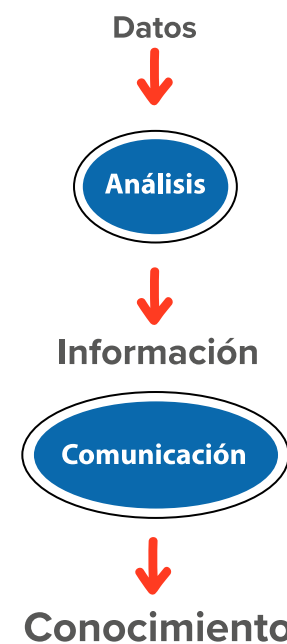 Datos
Análisis
Información
Comunicación
Conocimiento